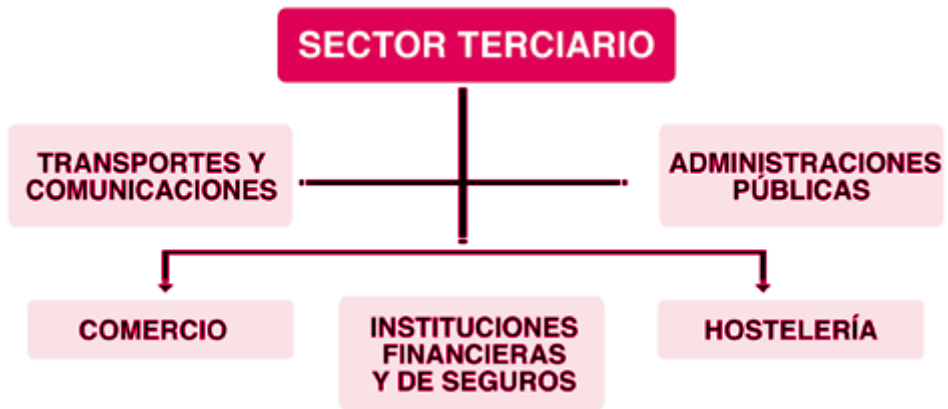 SECTOR TERCIARIO
TRANSPORTES Y
COMUNICACIONES
ADMINISTRACIONES
PÚBLICAS
COMERCIO
INSTITUCIONES
FINANCIERAS
Y DE SEGUROS
HOSTELERÍA